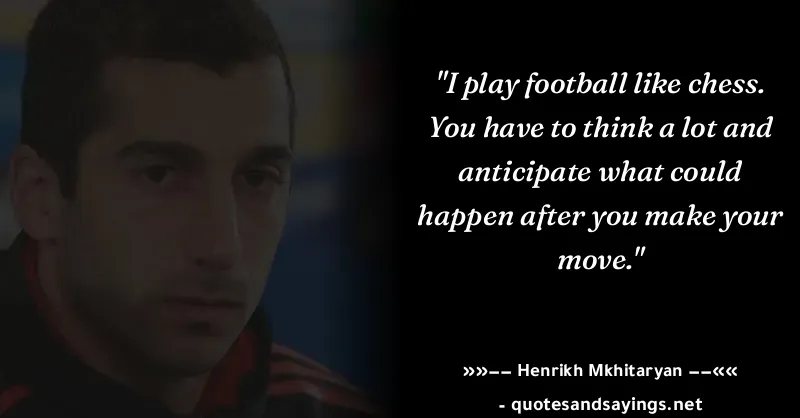 "I play football like chess.
You have to think a lot and
anticipate what could
happen after you make your
move."
»»−− Henrikh Mkhitaryan −−««
- quotesandsayings.net